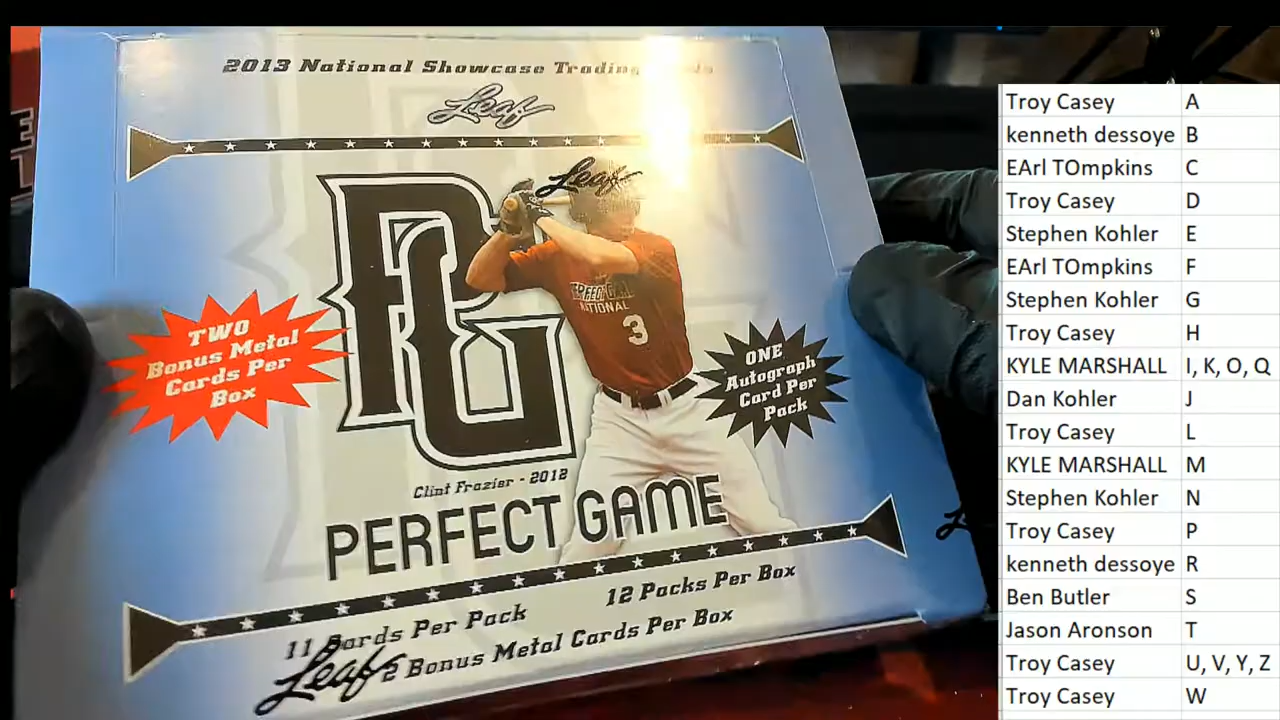 2013 National Showcase Trading
Leaf
Leaf
PG
PERFECT GAME
NATIONAL
3
TWO
Bonus Metal
Cards Per
Box
ONE
Autograph
Card Per
Pack
Clint Frazier - 2012
PERFECT GAME
11 Cards Per Pack
12 Packs Per Box
2 Bonus Metal Cards Per Box
Leaf
Troy Casey A
kenneth dessoye B
EArl TOmpkins C
Troy Casey D
Stephen Kohler E
EArl TOmpkins F
Stephen Kohler G
Troy Casey H
KYLE MARSHALL I, K, O, Q
Dan Kohler J
Troy Casey L
KYLE MARSHALL M
Stephen Kohler N
Troy Casey P
kenneth dessoye R
Ben Butler S
Jason Aronson T
Troy Casey U, V, Y, Z
Troy Casey W